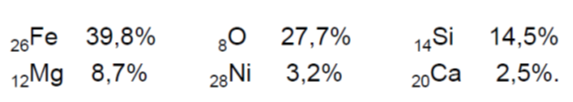 ₂₆Fe 39,8% ₈O 27,7% ₁₄Si 14,5%
₁₂Mg 8,7% ₂₈Ni 3,2% ₂₀Ca 2,5%.